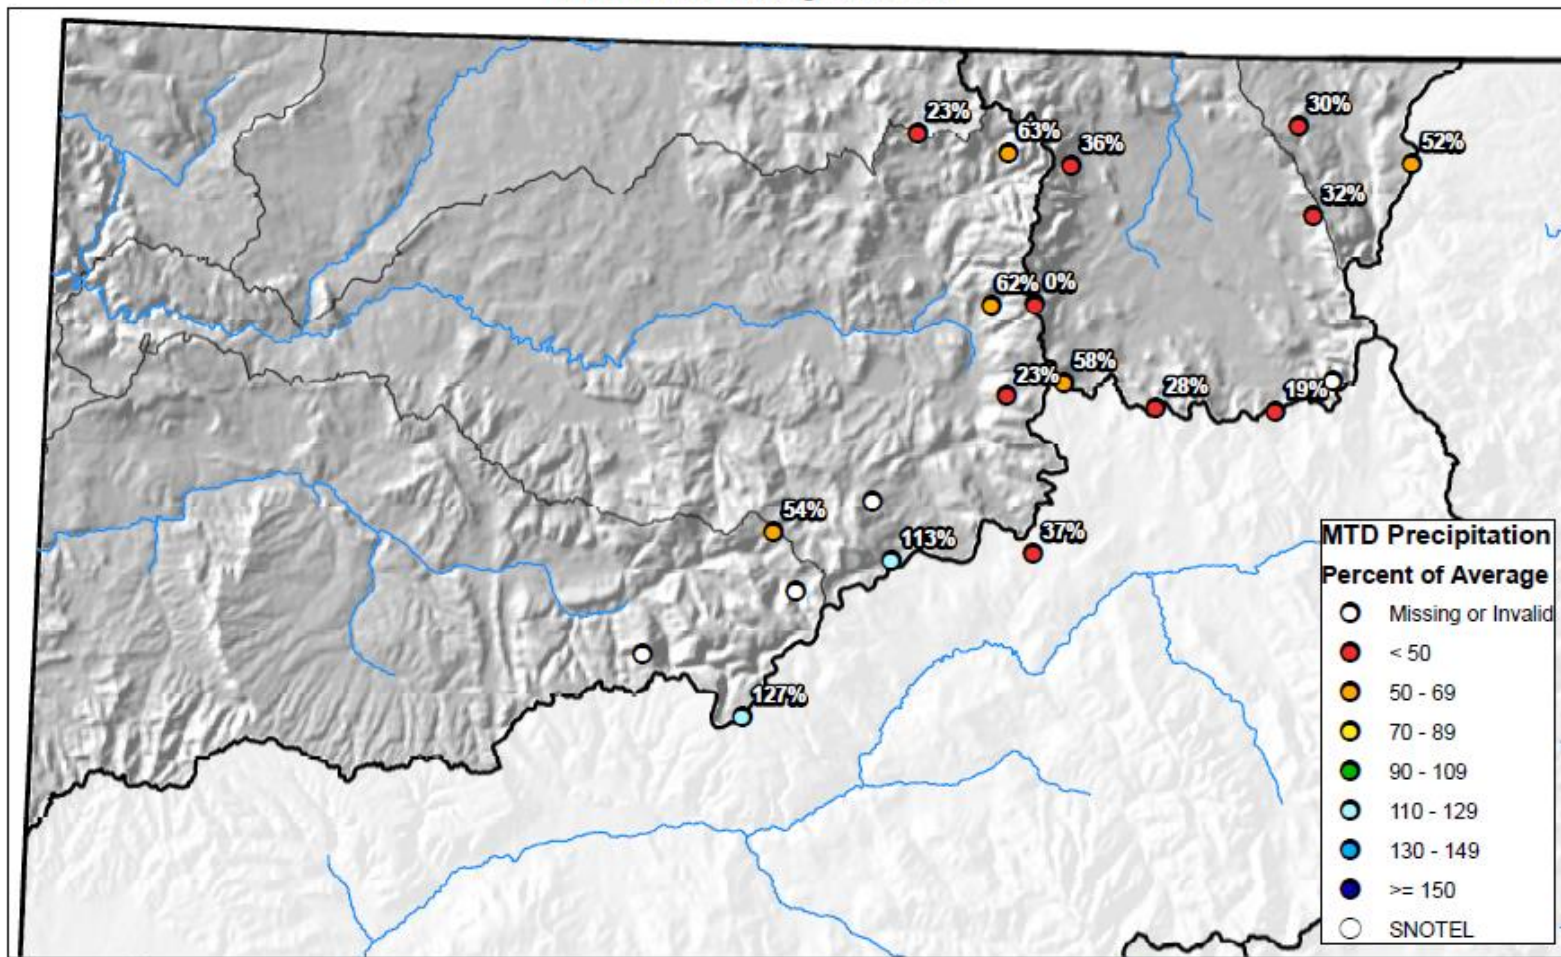 23%
63%
36%
30%
52%
32%
62%
0%
58%
23%
28%
19%
54%
113%
37%
127%
MTD Precipitation
Percent of Average
Missing or Invalid
< 50
50 - 69
70 - 89
90 - 109
110 - 129
130 - 149
>= 150
SNOTEL